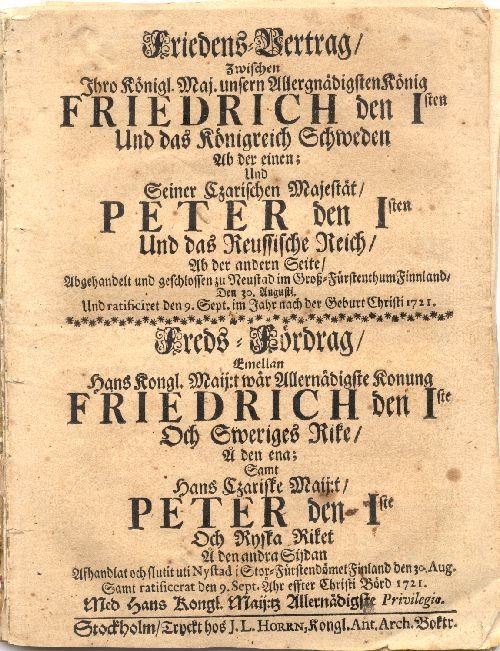 Friedens-Vertrag/
Zwischen
Ihro Königl. Maj. unsern Allergnädigsten König
FRIEDRICH den Isten
Und das Königreich Schweden
Ab der einen;
Und
Seiner Czarischen Majestät/
PETER den Isten
Und das Reussische Reich/
Ab der andern Seite/
Abgehandelt und geschlossen zu Neustad im Groß-Fürstenthum Finnland/
Den 30. Augusti.
Und ratificiret den 9. Sept. im Jahr nach der Geburt Christi 1721.
Freds-Fördrag/
Emellan
Hans Kongl. Maij:t wår Allernådigste Konung
FRIEDRICH den Iste
Och Sweriges Rike/
Å den ena;
Samt
Hans Czariske Maij:t/
PETER den Iste
Och Ryska Riket
Å den andra Sijdan
Afhandlat och slutit uti Nystad i Stor-Fürstendömet Finland den 30. Aug.
Samt ratificerat den 9. Sept. Åhr effter Christi Börd 1721.
Med Hans Kongl. Maij:tz Allernådigste Privilegio.
Stockholm/ Tryckt hos J. L. HORRN, Kongl. Ant. Arch. Boktr.